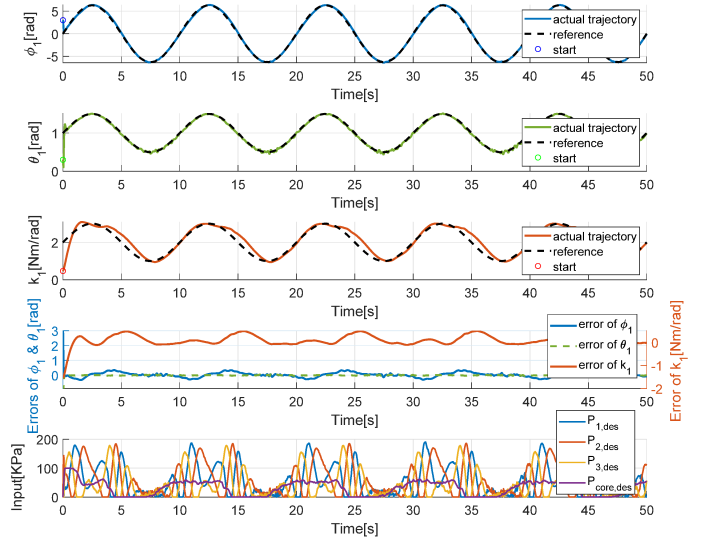 ϕ1[rad]
5
0
-5
actual trajectory
reference
start
0 5 10 15 20 25 30 35 40 45 50
Time[s]
θ1[rad]
1
0
actual trajectory
reference
start
0 5 10 15 20 25 30 35 40 45 50
Time[s]
k1[Nm/rad]
2
0
actual trajectory
reference
start
0 5 10 15 20 25 30 35 40 45 50
Time[s]
Errors of ϕ1 & θ1[rad]
3
2
1
0
error of ϕ1
error of θ1
error of k1
0
-1
-2
Error of k1[Nm/rad]
0 5 10 15 20 25 30 35 40 45 50
Time[s]
Input[KPa]
200
100
0
P1,des
P2,des
P3,des
Pcore,des
0 5 10 15 20 25 30 35 40 45 50
Time[s]